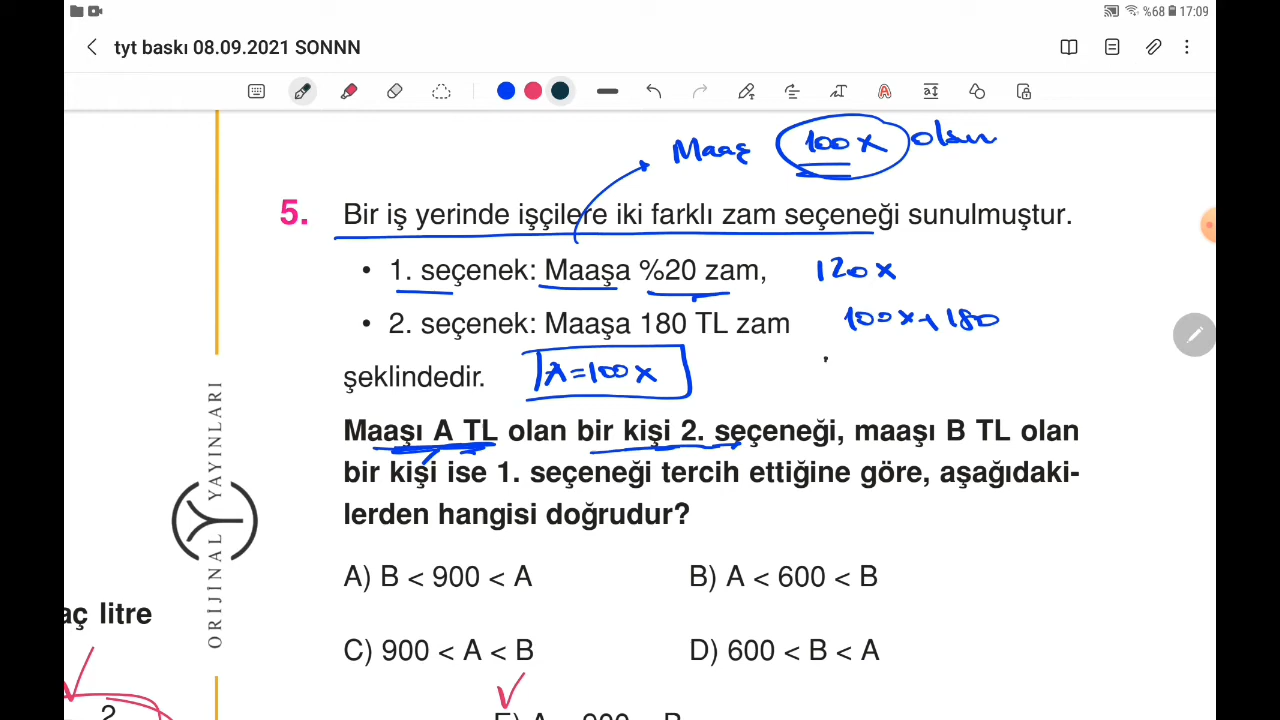 %68 17:09
tyt baskı 08.09.2021 SONNN
Maaş 100x olsun
5. Bir iş yerinde işçilere iki farklı zam seçeneği sunulmuştur.
• 1. seçenek: Maaşa %20 zam, 120x
• 2. seçenek: Maaşa 180 TL zam 100x+180
şeklindedir. A=100x
Maaşı A TL olan bir kişi 2. seçeneği, maaşı B TL olan
bir kişi ise 1. seçeneği tercih ettiğine göre, aşağıdaki-
lerden hangisi doğrudur?
A) B < 900 < A
B) A < 600 < B
C) 900 < A < B
D) 600 < B < A
ORİJİNAL YAYINLARI
aç litre
2